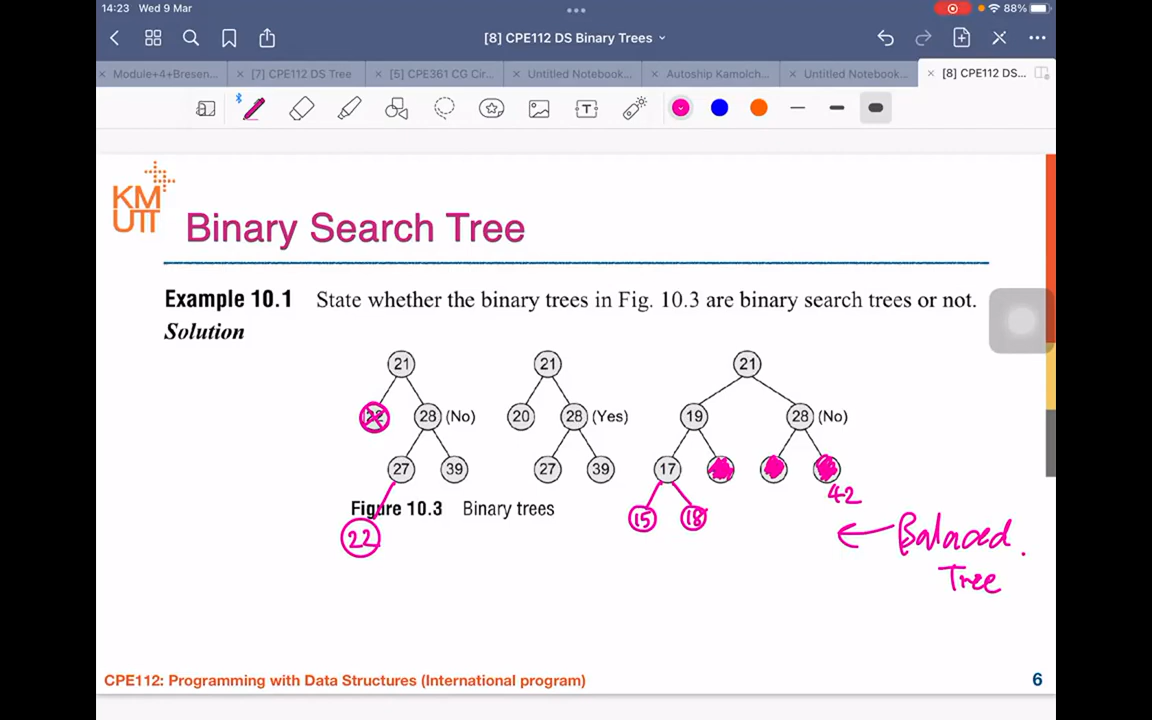 14:23 Wed 9 Mar
88%
[8] CPE112 DS Binary Trees
Module+4+Bresen...
[7] CPE112 DS Tree
[5] CPE361 CG Cir...
Untitled Notebook...
Autoship Kamolch...
Untitled Notebook...
[8] CPE112 DS...
T
KM
UTT
Binary Search Tree
Example 10.1 State whether the binary trees in Fig. 10.3 are binary search trees or not.
Solution
21 21 21
28 (No) 20 28 (Yes) 19 28 (No)
27 39 27 39 17
42
Figure 10.3 Binary trees
22 15 18
Balanced
Tree
CPE112: Programming with Data Structures (International program)
6